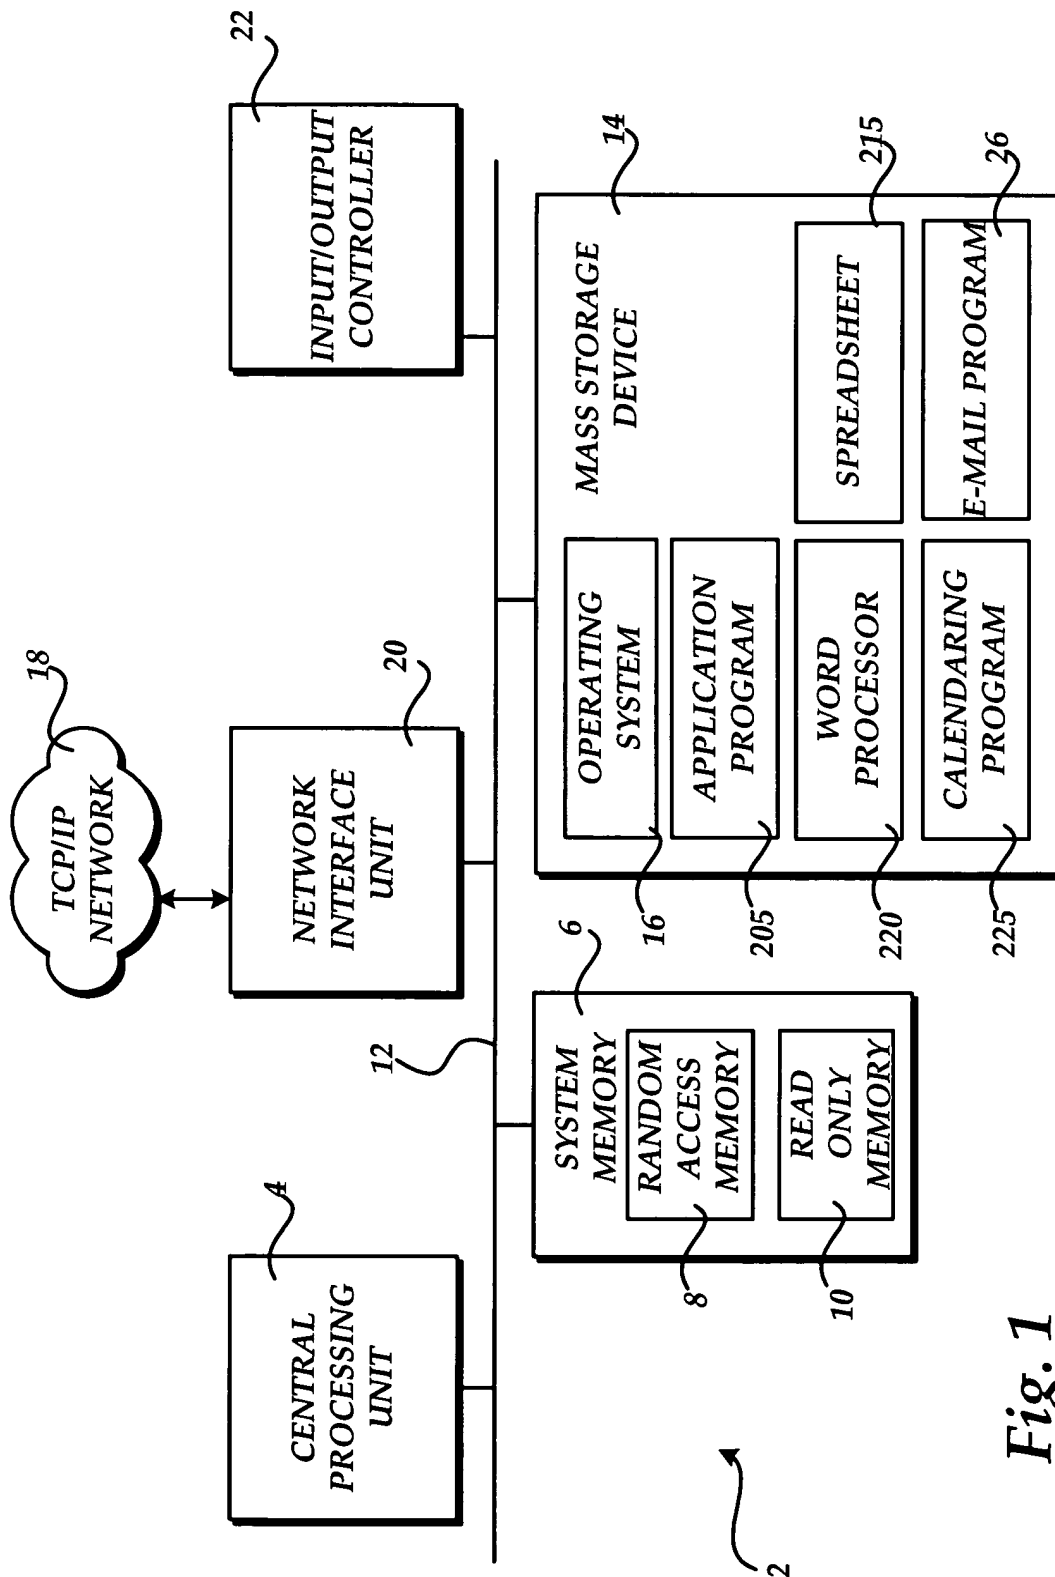 TCP/IP
NETWORK
18
CENTRAL
PROCESSING
UNIT
4
NETWORK
INTERFACE
UNIT
20
INPUT/OUTPUT
CONTROLLER
22
12
SYSTEM
MEMORY
6
RANDOM
ACCESS
MEMORY
8
READ
ONLY
MEMORY
10
MASS STORAGE
DEVICE
14
OPERATING
SYSTEM
16
APPLICATION
PROGRAM
205
WORD
PROCESSOR
220
SPREADSHEET
215
CALENDARING
PROGRAM
225
E-MAIL PROGRAM
26
2
Fig. 1